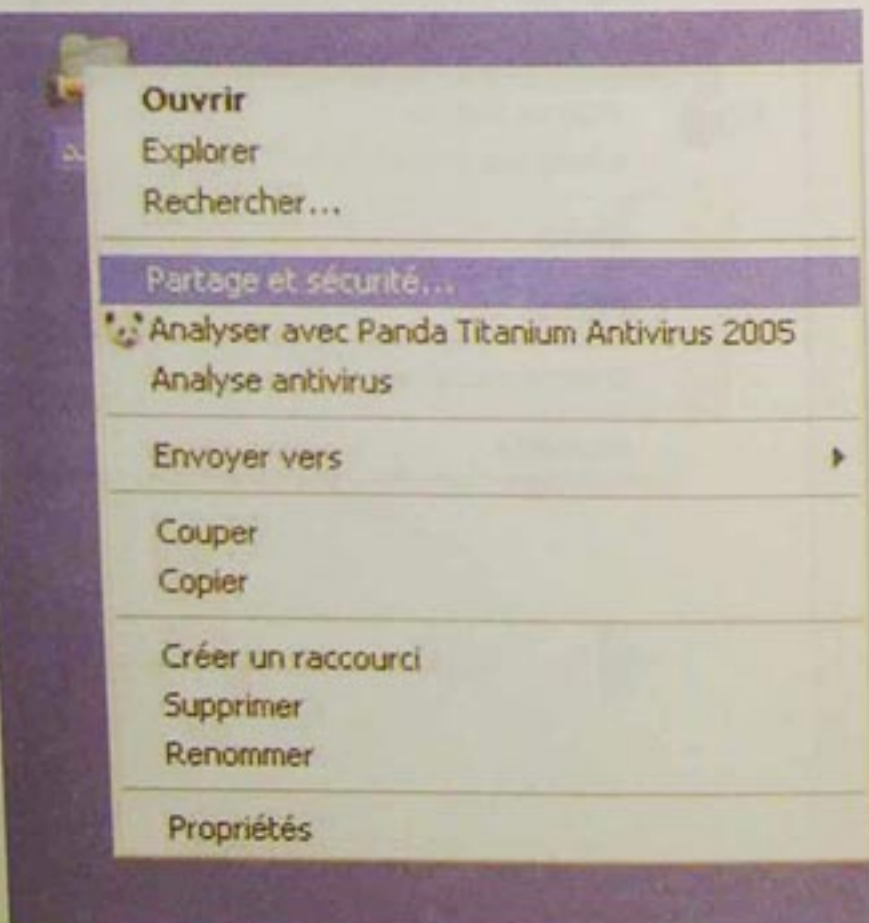 Ouvrir
Explorer
Rechercher...
Partage et sécurité...
Analyser avec Panda Titanium Antivirus 2005
Analyse antivirus
Envoyer vers
Couper
Copier
Créer un raccourci
Supprimer
Renommer
Propriétés